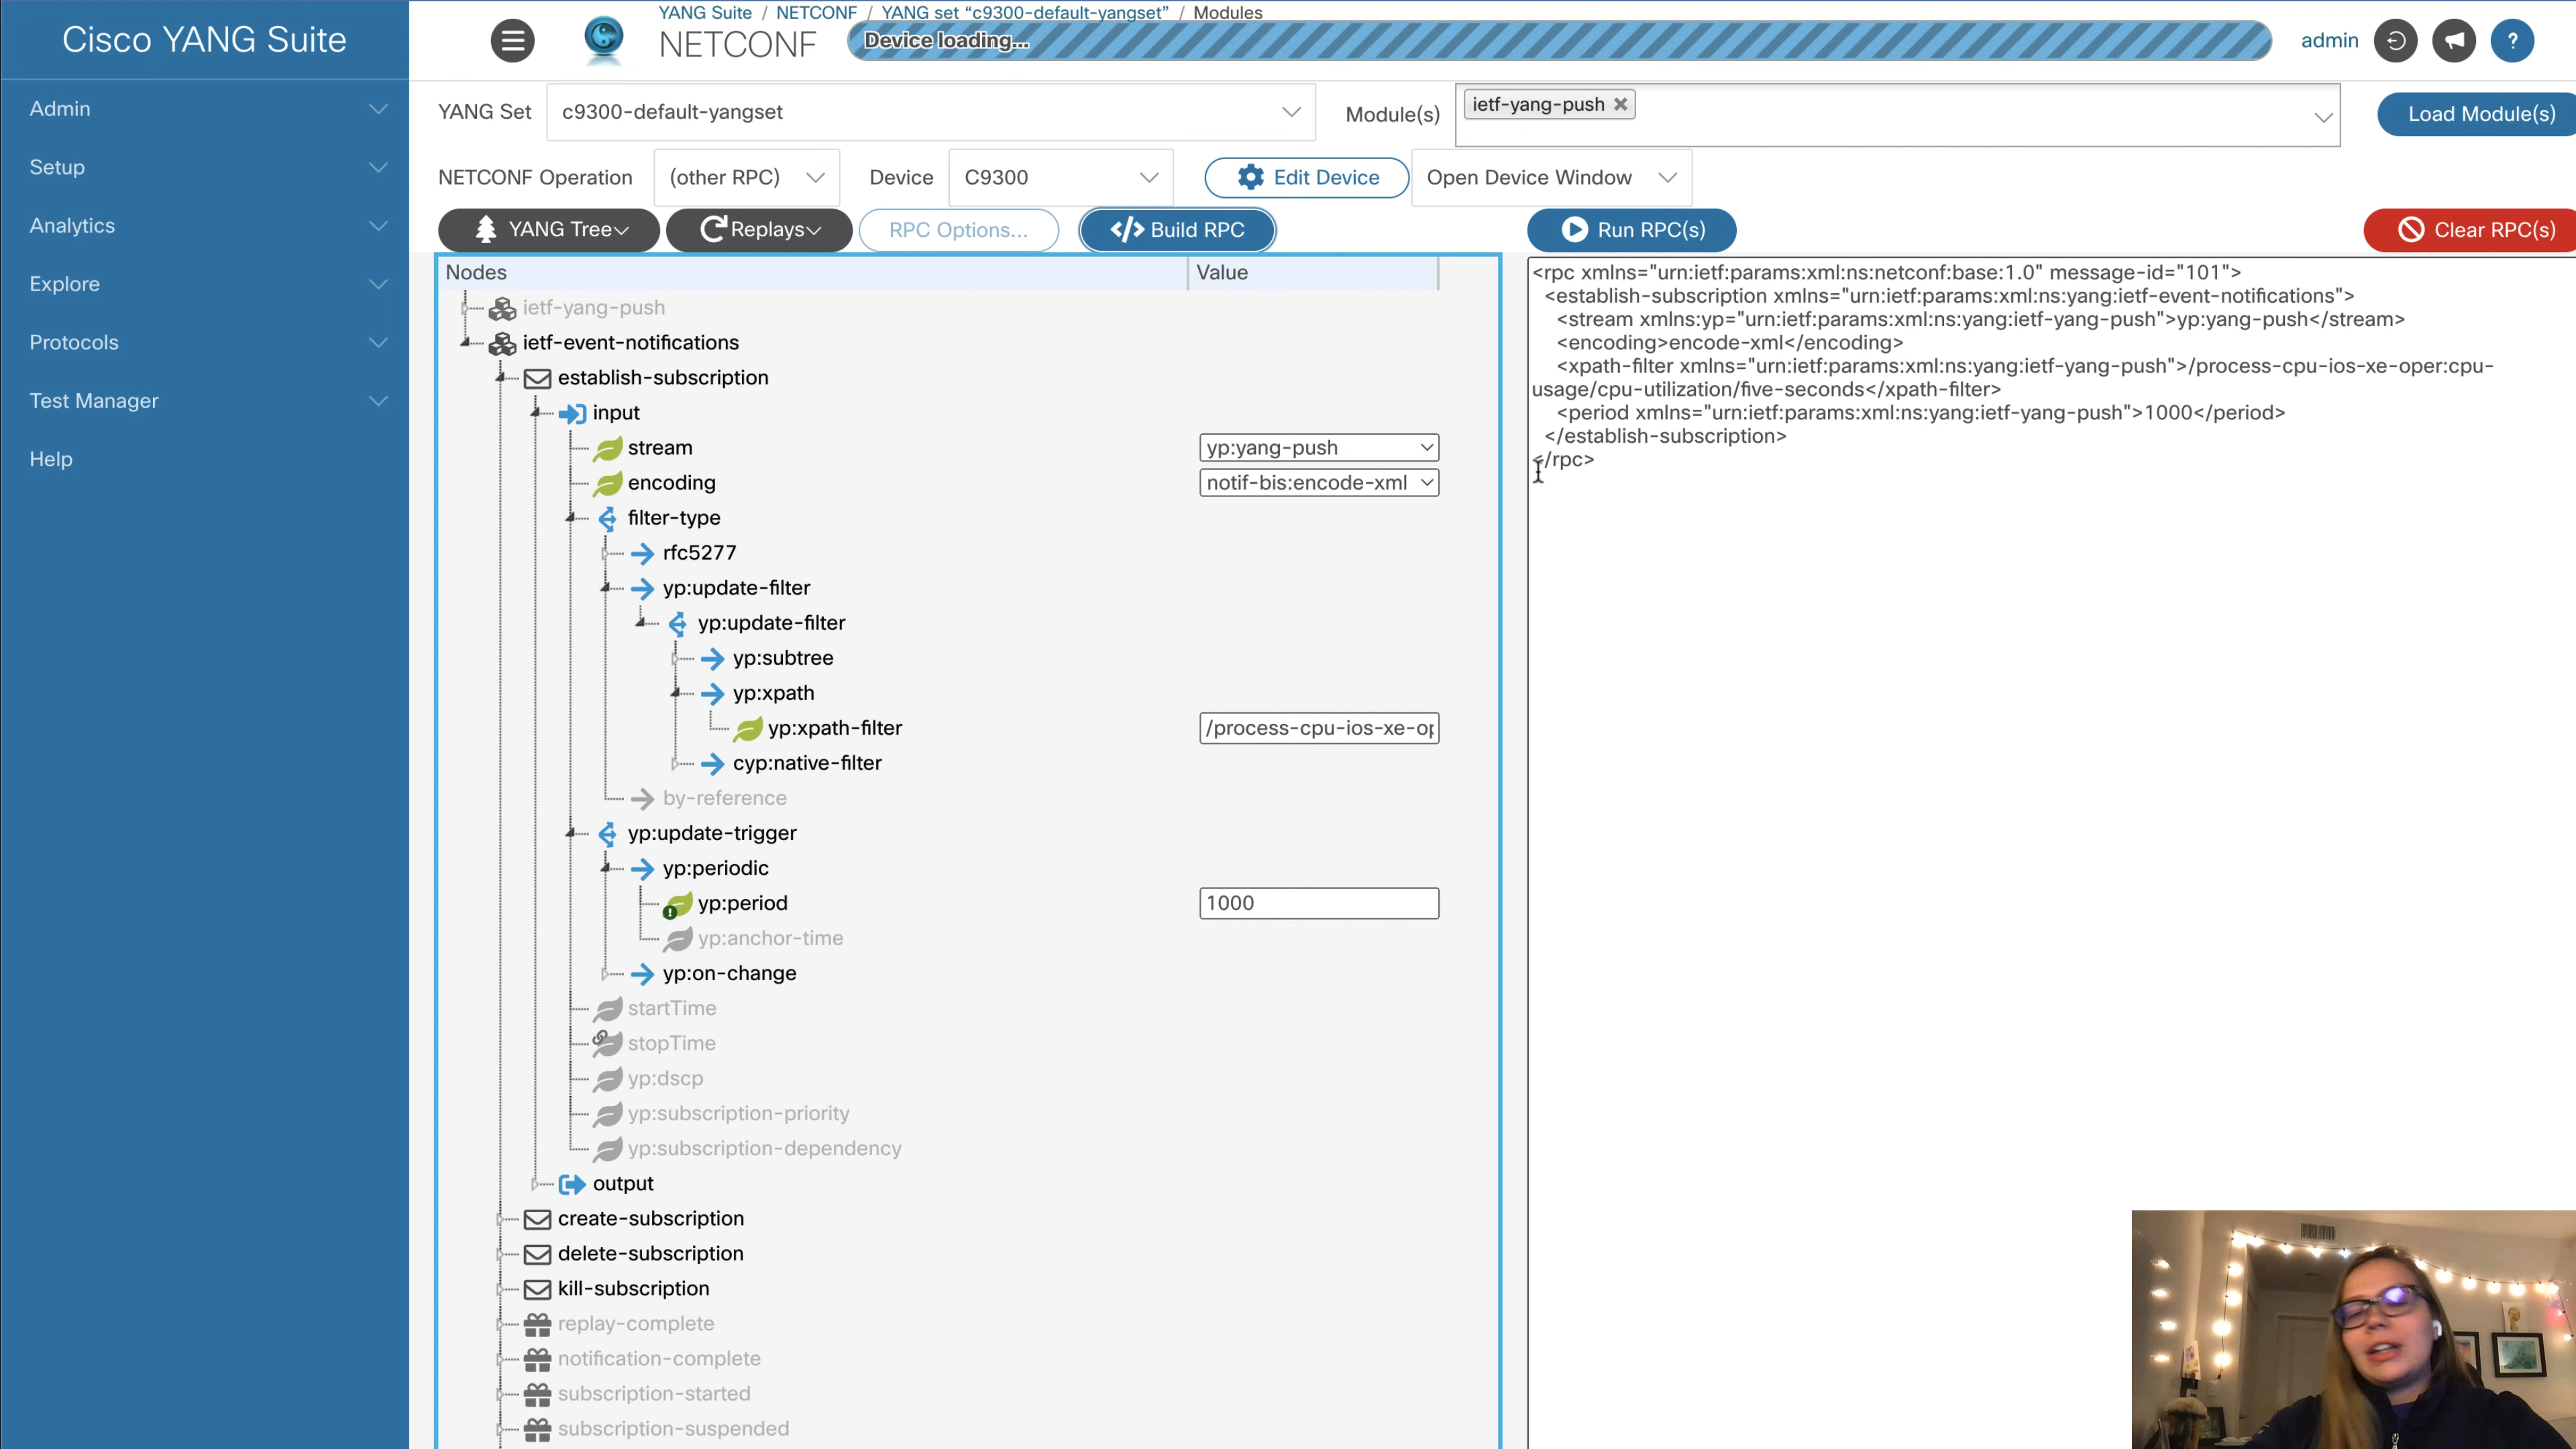 Cisco YANG Suite
YANG Suite / NETCONF / YANG set “c9300-default-yangset” / Modules
NETCONF
Device loading...
admin
?
Admin
Setup
Analytics
Explore
Protocols
Test Manager
Help
YANG Set
c9300-default-yangset
Module(s)
ietf-yang-push
Load Module(s)
NETCONF Operation
(other RPC)
Device
C9300
Edit Device
Open Device Window
YANG Tree
Replays
RPC Options...
</> Build RPC
Run RPC(s)
Clear RPC(s)
Nodes
Value
ietf-yang-push
ietf-event-notifications
establish-subscription
input
stream
yp:yang-push
encoding
notif-bis:encode-xml
filter-type
rfc5277
yp:update-filter
yp:update-filter
yp:subtree
yp:xpath
yp:xpath-filter
/process-cpu-ios-xe-op
cyp:native-filter
by-reference
yp:update-trigger
yp:periodic
yp:period
1000
yp:anchor-time
yp:on-change
startTime
stopTime
yp:dscp
yp:subscription-priority
yp:subscription-dependency
output
create-subscription
delete-subscription
kill-subscription
replay-complete
notification-complete
subscription-started
subscription-suspended
<rpc xmlns="urn:ietf:params:xml:ns:netconf:base:1.0" message-id="101">
<establish-subscription xmlns="urn:ietf:params:xml:ns:yang:ietf-event-notifications">
<stream xmlns:yp="urn:ietf:params:xml:ns:yang:ietf-yang-push">yp:yang-push</stream>
<encoding>encode-xml</encoding>
<xpath-filter xmlns="urn:ietf:params:xml:ns:yang:ietf-yang-push">/process-cpu-ios-xe-oper:cpu-
usage/cpu-utilization/five-seconds</xpath-filter>
<period xmlns="urn:ietf:params:xml:ns:yang:ietf-yang-push">1000</period>
</establish-subscription>
</rpc>